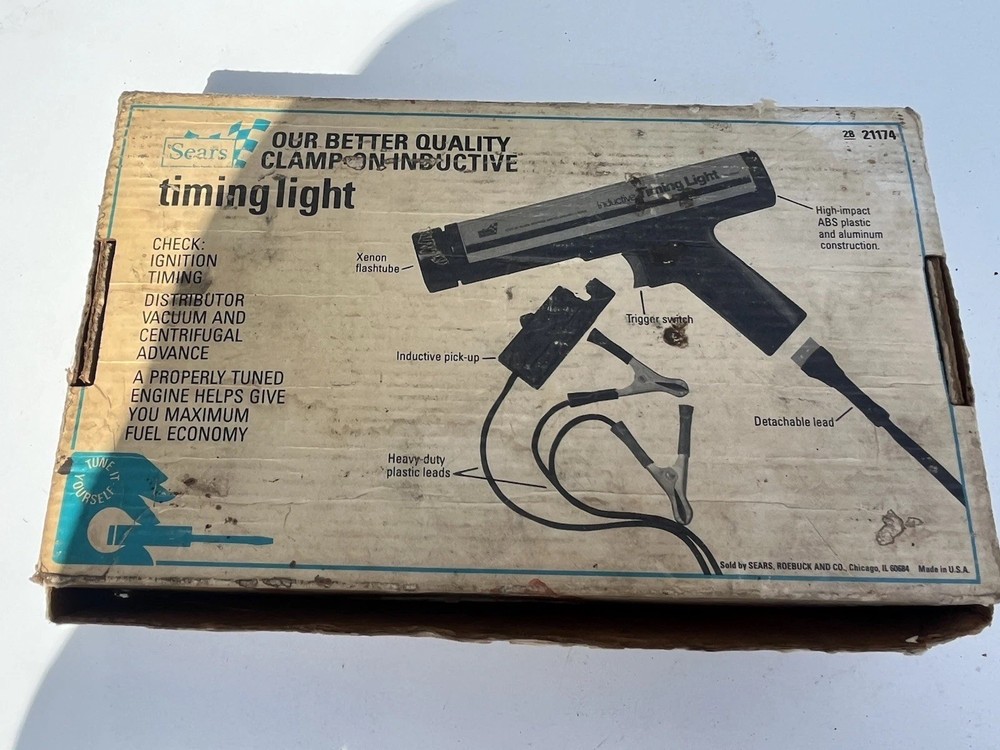 Sears
OUR BETTER QUALITY
CLAMP-ON INDUCTIVE
timing light
28 21174
CHECK:
IGNITION
TIMING
DISTRIBUTOR
VACUUM AND
CENTRIFUGAL
ADVANCE
A PROPERLY TUNED
ENGINE HELPS GIVE
YOU MAXIMUM
FUEL ECONOMY
TUNE IT
YOURSELF
Inductive Timing Light
Xenon
flashtube
High-impact
ABS plastic
and aluminum
construction.
Trigger switch
Inductive pick-up
Detachable lead
Heavy-duty
plastic leads
Sold by SEARS, ROEBUCK AND CO., Chicago, IL 60684 Made in U.S.A.